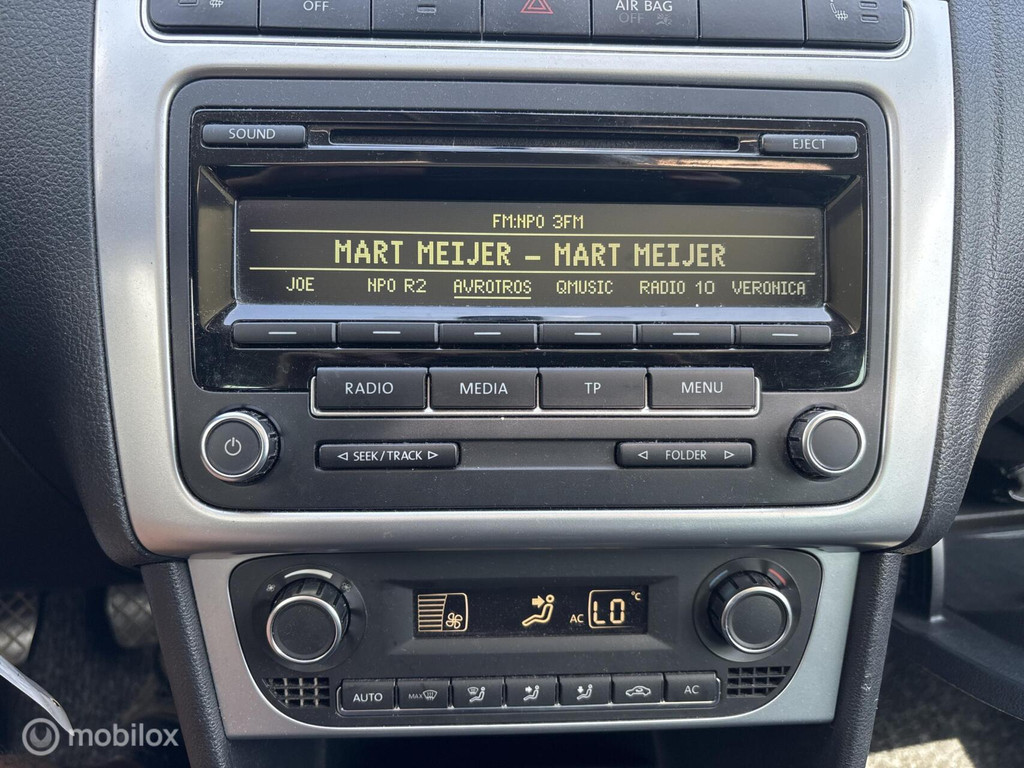 OFF AIR BAG
OFF
SOUND EJECT
FM:NPO 3FM
MART MEIJER - MART MEIJER
JOE NPO R2 AVROTROS QMUSIC RADIO 10 VERONICA
RADIO MEDIA TP MENU
◁ SEEK/TRACK ▷ ◁ FOLDER ▷
AC LO °C
AUTO MAX AC
mobilox